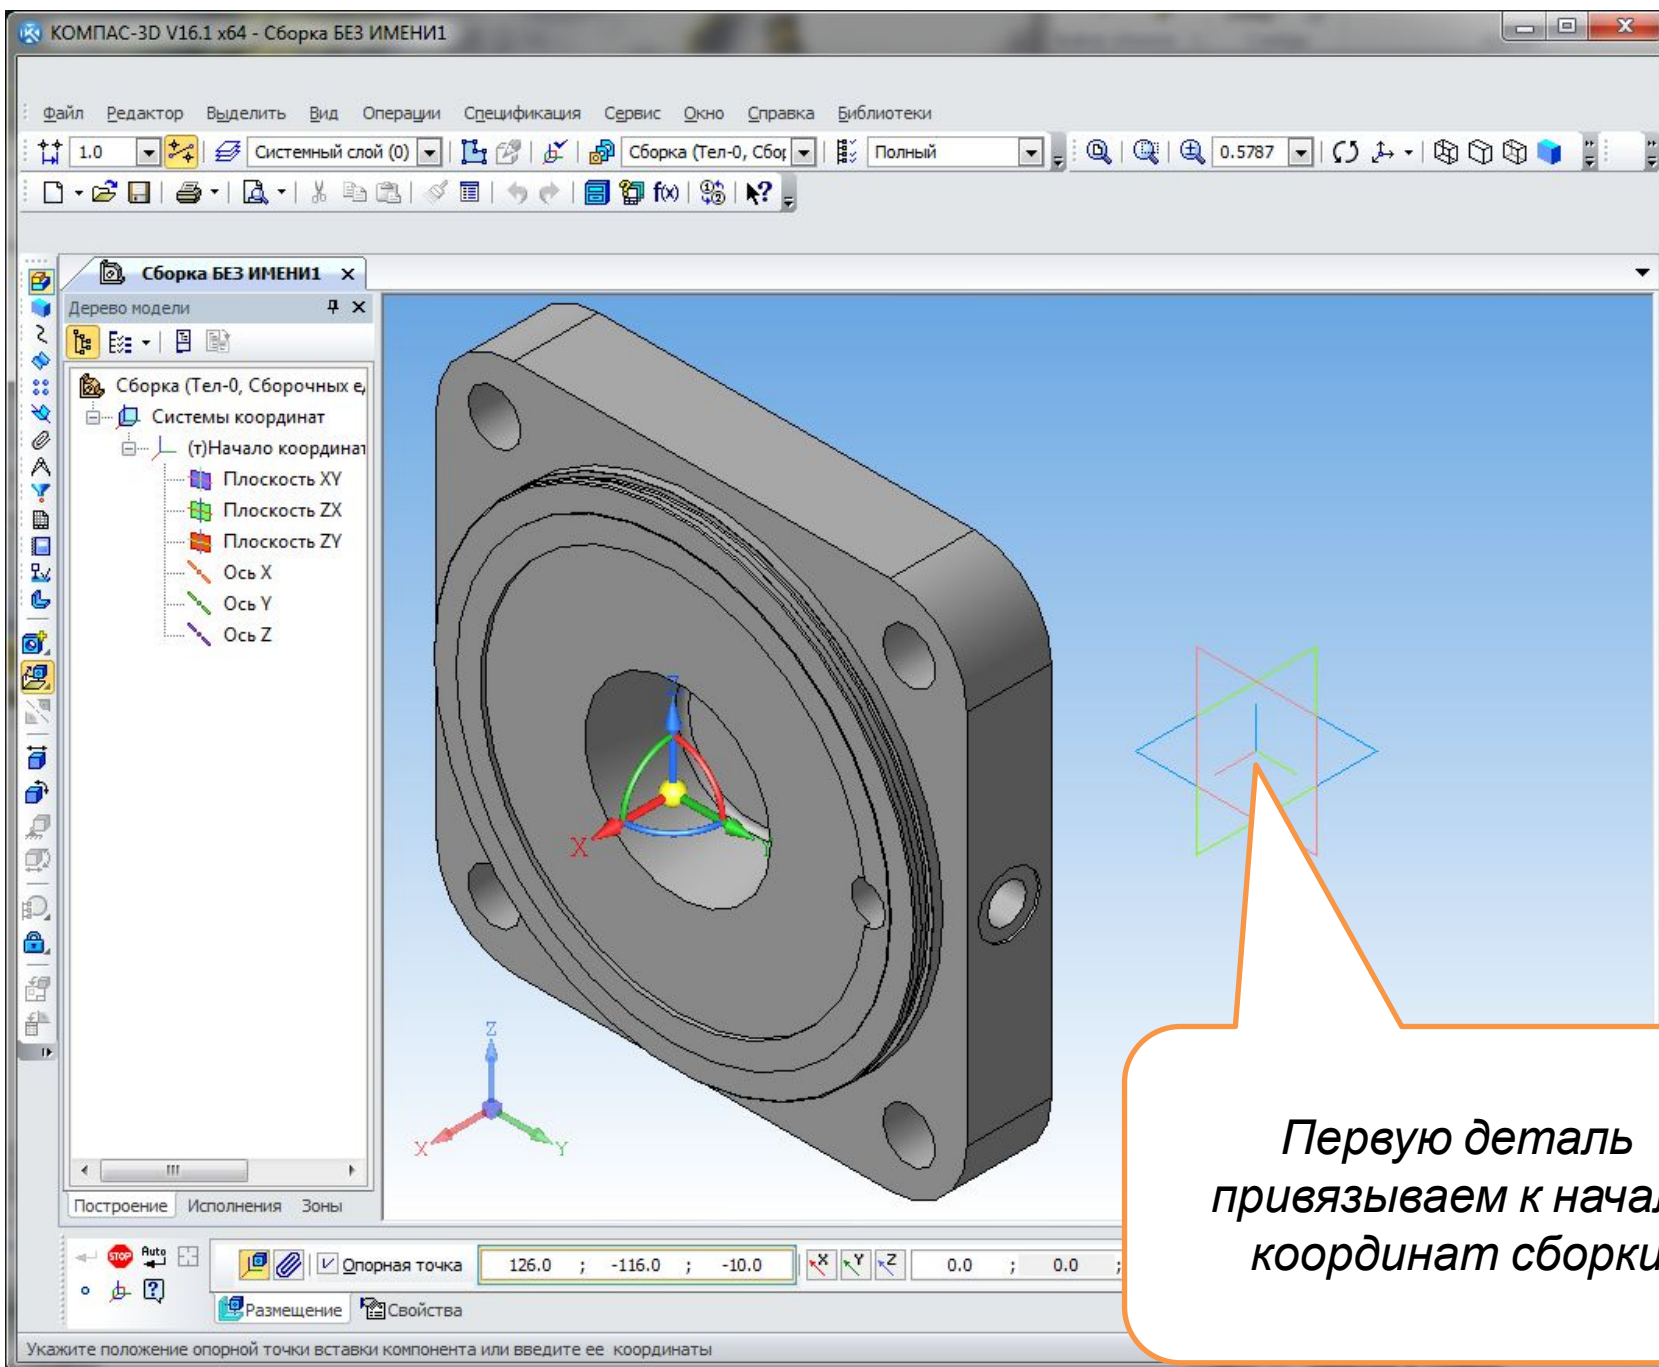 КОМПАС-3D V16.1 x64 - Сборка БЕЗ ИМЕНИ1
Файл Редактор Выделить Вид Операции Спецификация Сервис Окно Справка Библиотеки
1.0 Системный слой (0) Сборка (Тел-0, Сбор Полный 0.5787
f(x)
Сборка БЕЗ ИМЕНИ1
Дерево модели
Сборка (Тел-0, Сборочных е
Системы координат
(т)Начало координат
Плоскость XY
Плоскость ZX
Плоскость ZY
Ось X
Ось Y
Ось Z
Z
X
Y
Z
X
Y
Построение Исполнения Зоны
Первую деталь
привязываем к начал
координат сборки
STOP Auto Опорная точка 126.0 ; -116.0 ; -10.0 X Y Z 0.0 ; 0.0 ;
Размещение Свойства
Укажите положение опорной точки вставки компонента или введите ее координаты